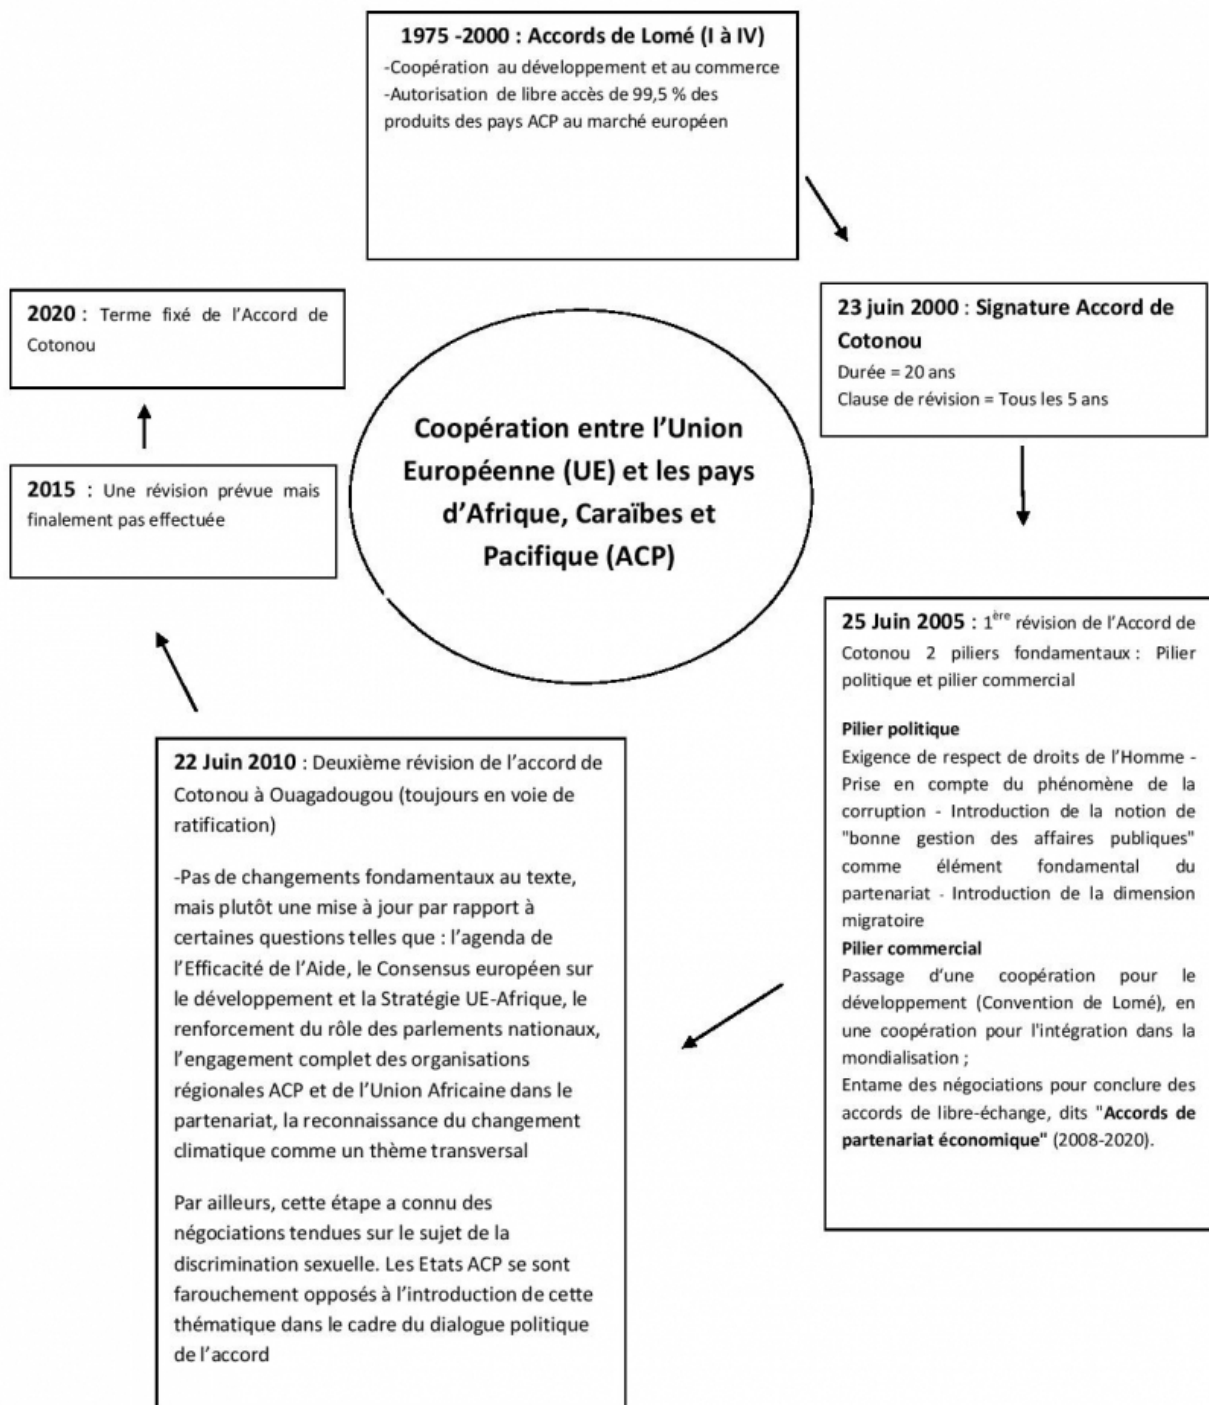 1975 -2000 : Accords de Lomé (I à IV)
-Coopération au développement et au commerce
-Autorisation de libre accès de 99,5 % des
produits des pays ACP au marché européen
23 juin 2000 : Signature Accord de
Cotonou
Durée = 20 ans
Clause de révision = Tous les 5 ans
25 Juin 2005 : 1ère révision de l'Accord de
Cotonou 2 piliers fondamentaux : Pilier
politique et pilier commercial
Pilier politique
Exigence de respect de droits de l'Homme -
Prise en compte du phénomène de la
corruption - Introduction de la notion de
"bonne gestion des affaires publiques"
comme élément fondamental du
partenariat - Introduction de la dimension
migratoire
Pilier commercial
Passage d'une coopération pour le
développement (Convention de Lomé), en
une coopération pour l'intégration dans la
mondialisation ;
Entame des négociations pour conclure des
accords de libre-échange, dits "Accords de
partenariat économique" (2008-2020).
22 Juin 2010 : Deuxième révision de l'accord de
Cotonou à Ouagadougou (toujours en voie de
ratification)
-Pas de changements fondamentaux au texte,
mais plutôt une mise à jour par rapport à
certaines questions telles que : l'agenda de
l'Efficacité de l'Aide, le Consensus européen sur
le développement et la Stratégie UE-Afrique, le
renforcement du rôle des parlements nationaux,
l'engagement complet des organisations
régionales ACP et de l'Union Africaine dans le
partenariat, la reconnaissance du changement
climatique comme un thème transversal
Par ailleurs, cette étape a connu des
négociations tendues sur le sujet de la
discrimination sexuelle. Les Etats ACP se sont
farouchement opposés à l'introduction de cette
thématique dans le cadre du dialogue politique
de l'accord
2015 : Une révision prévue mais
finalement pas effectuée
2020 : Terme fixé de l'Accord de
Cotonou
Coopération entre l'Union
Européenne (UE) et les pays
d'Afrique, Caraïbes et
Pacifique (ACP)